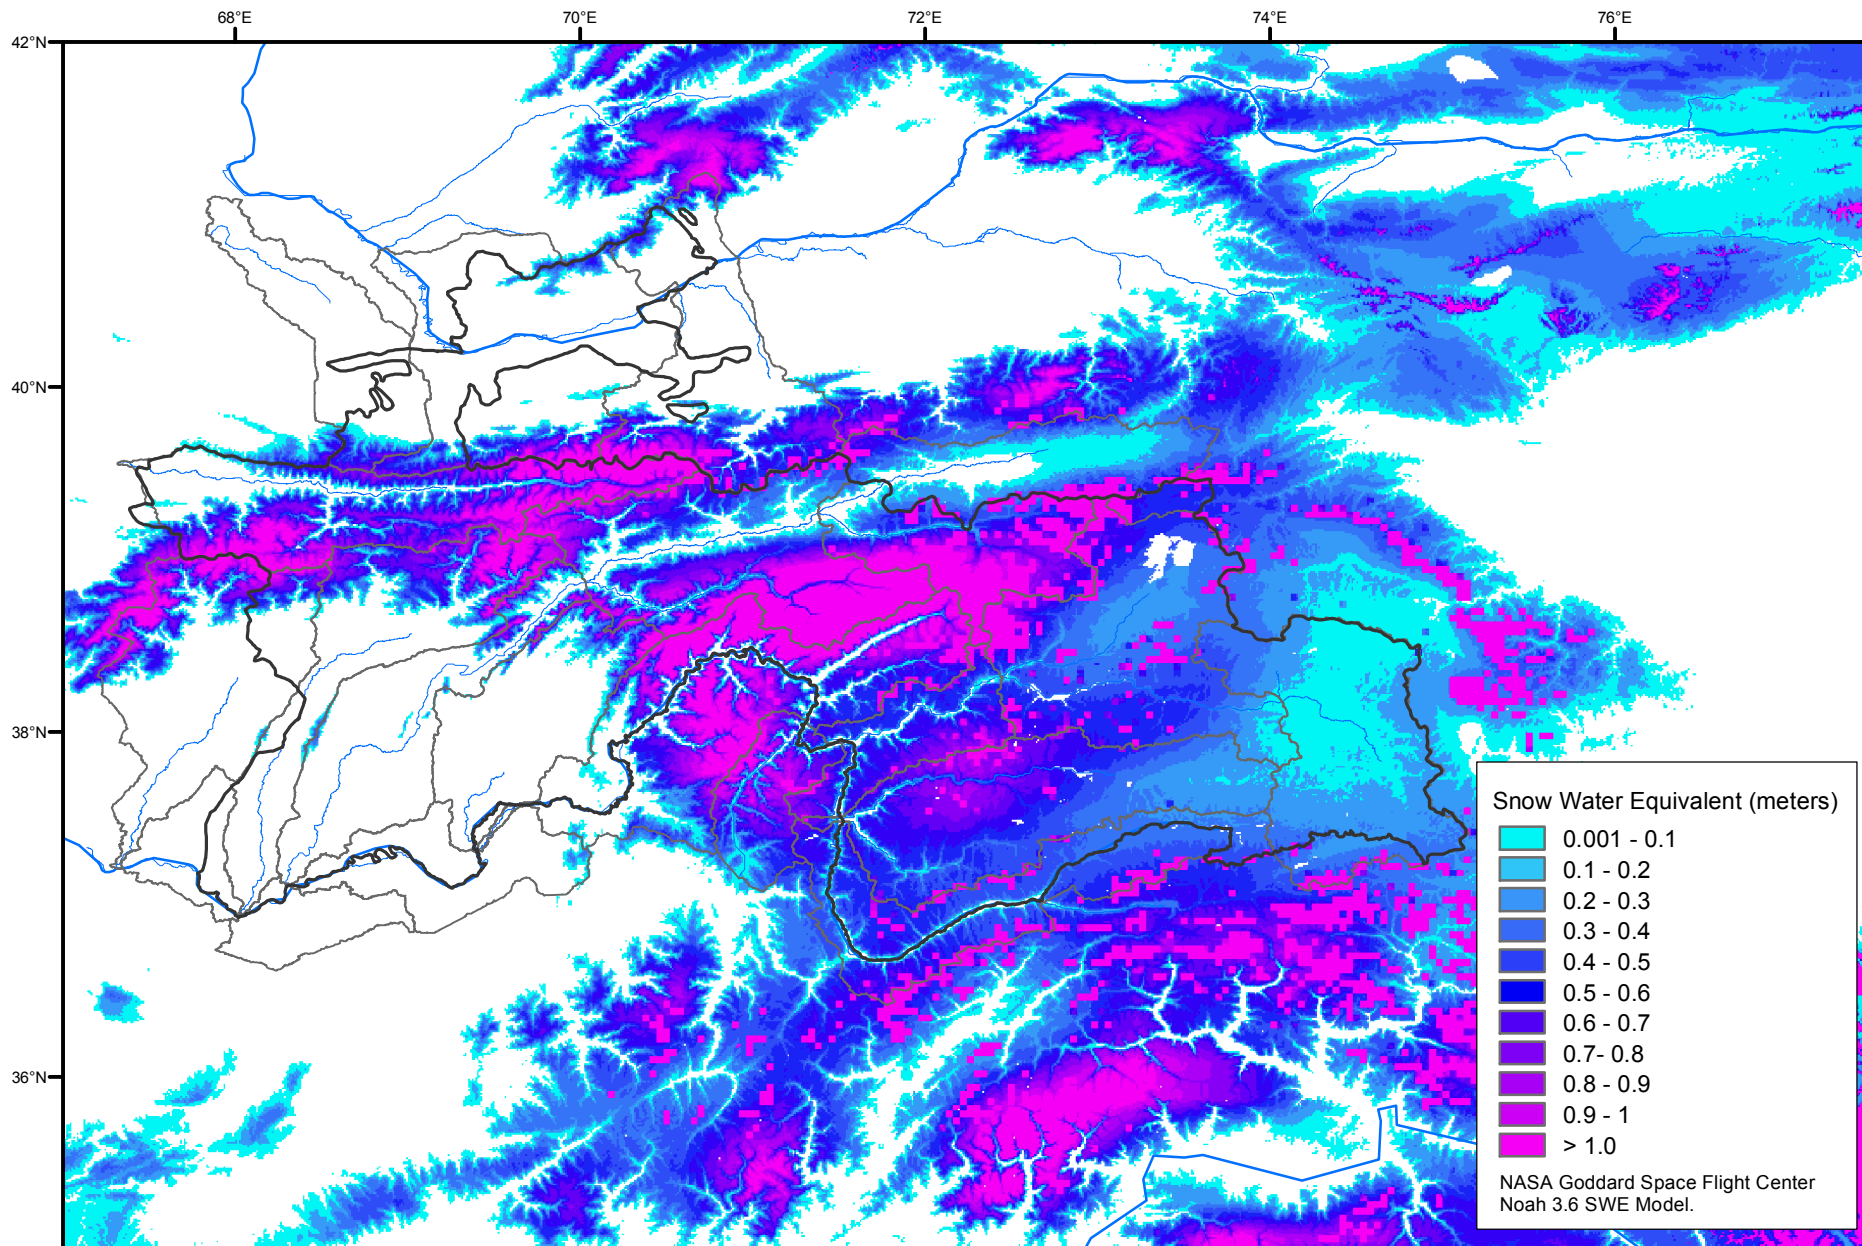 68°E
70°E
72°E
74°E
76°E
42°N
40°N
38°N
36°N
Snow Water Equivalent (meters)
0.001 - 0.1
0.1 - 0.2
0.2 - 0.3
0.3 - 0.4
0.4 - 0.5
0.5 - 0.6
0.6 - 0.7
0.7- 0.8
0.8 - 0.9
0.9 - 1
> 1.0
NASA Goddard Space Flight Center
Noah 3.6 SWE Model.